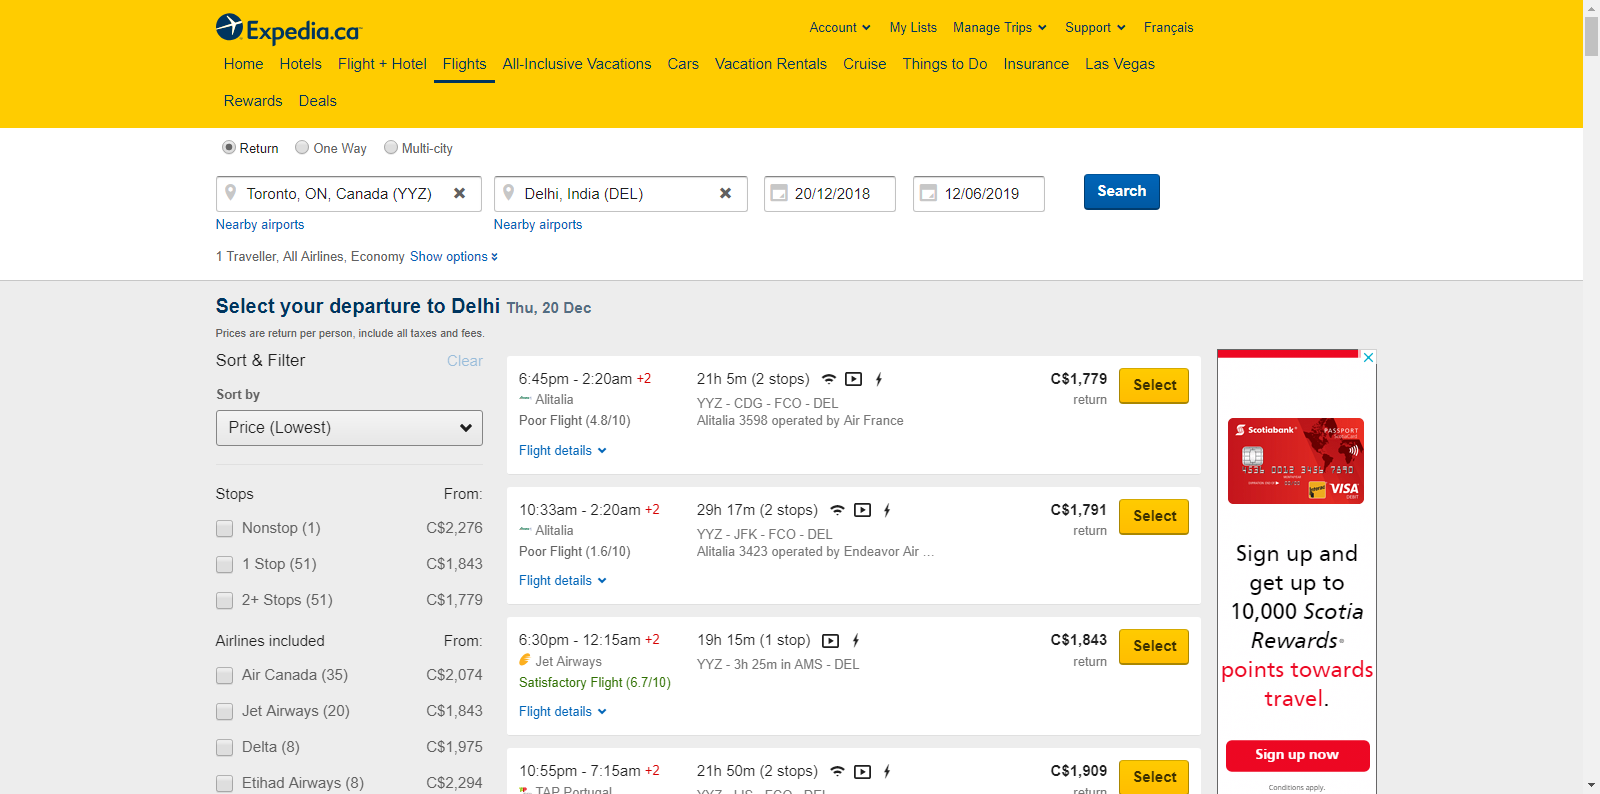 Expedia.ca
Account
My Lists
Manage Trips
Support
Français
Home
Hotels
Flight + Hotel
Flights
All-Inclusive Vacations
Cars
Vacation Rentals
Cruise
Things to Do
Insurance
Las Vegas
Rewards
Deals
Return
One Way
Multi-city
Toronto, ON, Canada (YYZ)
Delhi, India (DEL)
20/12/2018
12/06/2019
Search
Nearby airports
Nearby airports
1 Traveller, All Airlines, Economy Show options
Select your departure to Delhi Thu, 20 Dec
Prices are return per person, include all taxes and fees.
Sort & Filter
Clear
Sort by
Price (Lowest)
Stops From:
Nonstop (1) C$2,276
1 Stop (51) C$1,843
2+ Stops (51) C$1,779
Airlines included From:
Air Canada (35) C$2,074
Jet Airways (20) C$1,843
Delta (8) C$1,975
Etihad Airways (8) C$2,294
6:45pm - 2:20am +2
Alitalia
Poor Flight (4.8/10)
Flight details
21h 5m (2 stops)
YYZ - CDG - FCO - DEL
Alitalia 3598 operated by Air France
C$1,779
return
Select
10:33am - 2:20am +2
Alitalia
Poor Flight (1.6/10)
Flight details
29h 17m (2 stops)
YYZ - JFK - FCO - DEL
Alitalia 3423 operated by Endeavor Air ...
C$1,791
return
Select
6:30pm - 12:15am +2
Jet Airways
Satisfactory Flight (6.7/10)
Flight details
19h 15m (1 stop)
YYZ - 3h 25m in AMS - DEL
C$1,843
return
Select
10:55pm - 7:15am +2
TAP Portugal
21h 50m (2 stops)
YYZ - LIS - FCO - DEL
C$1,909
return
Select
Scotiabank
PASSPORT
VISA
DEBIT
Sign up and
get up to
10,000 Scotia
Rewards
points towards
travel.
Sign up now
Conditions apply.